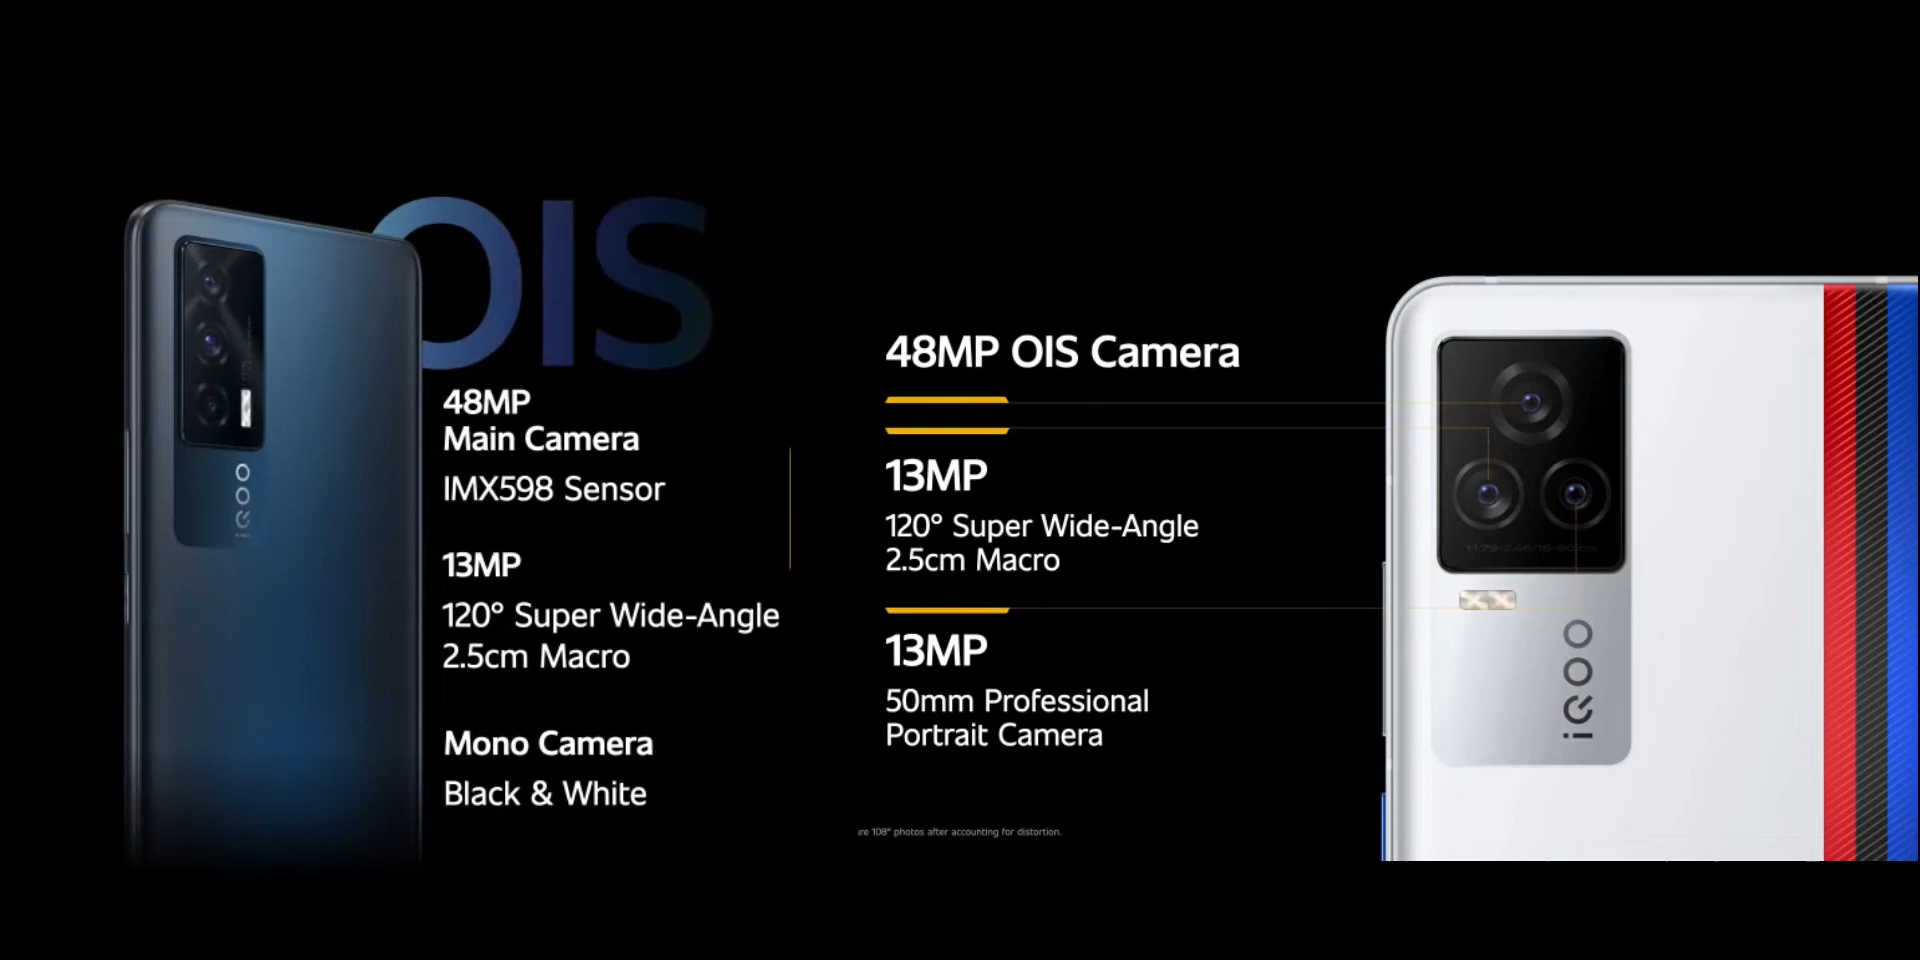 OIS
48MP
Main Camera
IMX598 Sensor
13MP
120° Super Wide-Angle
2.5cm Macro
Mono Camera
Black & White
iQOO
48MP OIS Camera
13MP
120° Super Wide-Angle
2.5cm Macro
13MP
50mm Professional
Portrait Camera
re 108° photos after accounting for distortion.
iQOO